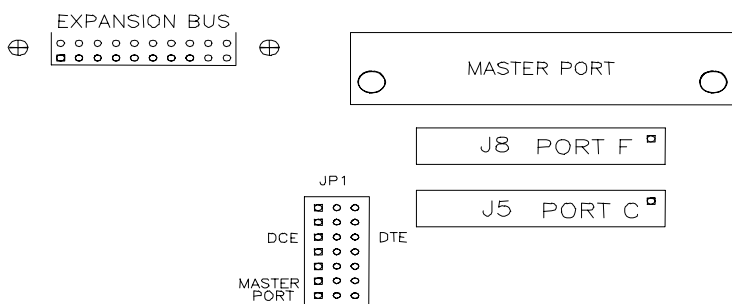 EXPANSION BUS
MASTER PORT
J8 PORT F
JP1
J5 PORT C
DCE
DTE
MASTER
PORT